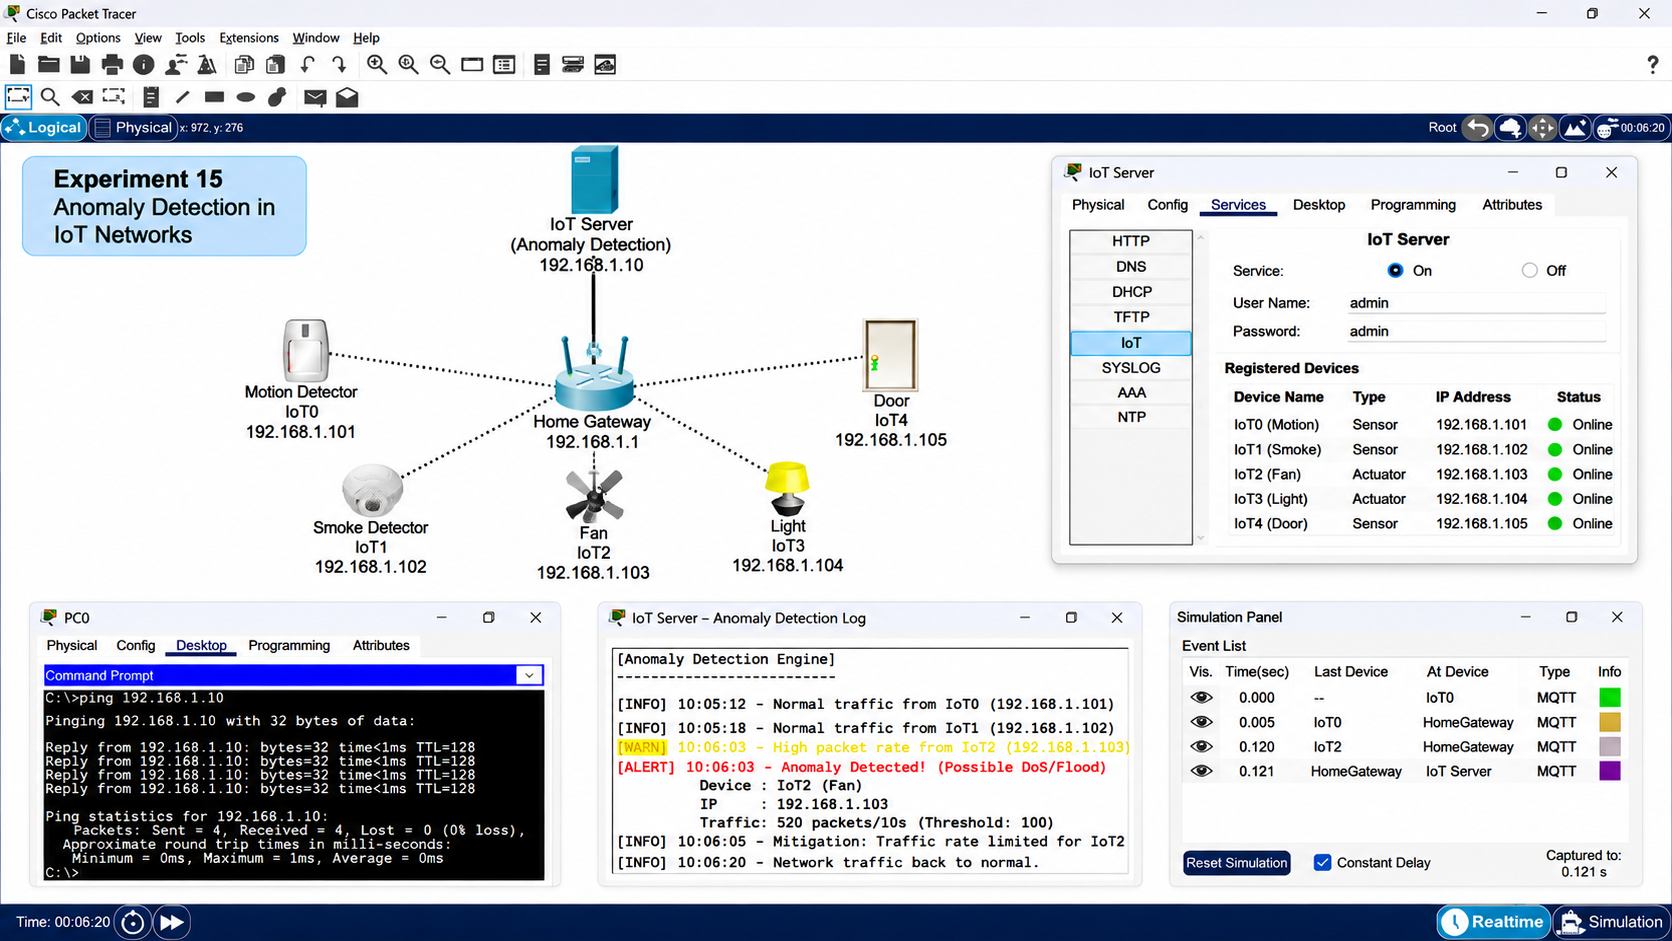 Cisco Packet Tracer
File Edit Options View Tools Extensions Window Help
?
Logical Physical x: 972, y: 276 Root 00:06:20
Experiment 15
Anomaly Detection in
IoT Networks
IoT Server
(Anomaly Detection)
192.168.1.10
Motion Detector
IoT0
192.168.1.101
Home Gateway
192.168.1.1
Door
IoT4
192.168.1.105
Smoke Detector
IoT1
192.168.1.102
Fan
IoT2
192.168.1.103
Light
IoT3
192.168.1.104
IoT Server
Physical Config Services Desktop Programming Attributes
HTTP
DNS
DHCP
TFTP
IoT
SYSLOG
AAA
NTP
IoT Server
Service: On Off
User Name: admin
Password: admin
Registered Devices
Device Name Type IP Address Status
IoT0 (Motion) Sensor 192.168.1.101 Online
IoT1 (Smoke) Sensor 192.168.1.102 Online
IoT2 (Fan) Actuator 192.168.1.103 Online
IoT3 (Light) Actuator 192.168.1.104 Online
IoT4 (Door) Sensor 192.168.1.105 Online
PC0
Physical Config Desktop Programming Attributes
Command Prompt
C:\>ping 192.168.1.10
Pinging 192.168.1.10 with 32 bytes of data:
Reply from 192.168.1.10: bytes=32 time<1ms TTL=128
Reply from 192.168.1.10: bytes=32 time<1ms TTL=128
Reply from 192.168.1.10: bytes=32 time<1ms TTL=128
Reply from 192.168.1.10: bytes=32 time<1ms TTL=128
Ping statistics for 192.168.1.10:
Packets: Sent = 4, Received = 4, Lost = 0 (0% loss),
Approximate round trip times in milli-seconds:
Minimum = 0ms, Maximum = 1ms, Average = 0ms
C:\>
IoT Server – Anomaly Detection Log
[Anomaly Detection Engine]
--------------------------
[INFO] 10:05:12 - Normal traffic from IoT0 (192.168.1.101)
[INFO] 10:05:18 - Normal traffic from IoT1 (192.168.1.102)
[WARN] 10:06:03 - High packet rate from IoT2 (192.168.1.103)
[ALERT] 10:06:03 - Anomaly Detected! (Possible DoS/Flood)
Device : IoT2 (Fan)
IP : 192.168.1.103
Traffic: 520 packets/10s (Threshold: 100)
[INFO] 10:06:05 - Mitigation: Traffic rate limited for IoT2
[INFO] 10:06:20 - Network traffic back to normal.
Simulation Panel
Event List
Vis. Time(sec) Last Device At Device Type Info
0.000 -- IoT0 MQTT
0.005 IoT0 HomeGateway MQTT
0.120 IoT2 HomeGateway MQTT
0.121 HomeGateway IoT Server MQTT
Reset Simulation Constant Delay Captured to:
0.121 s
Time: 00:06:20 Realtime Simulation